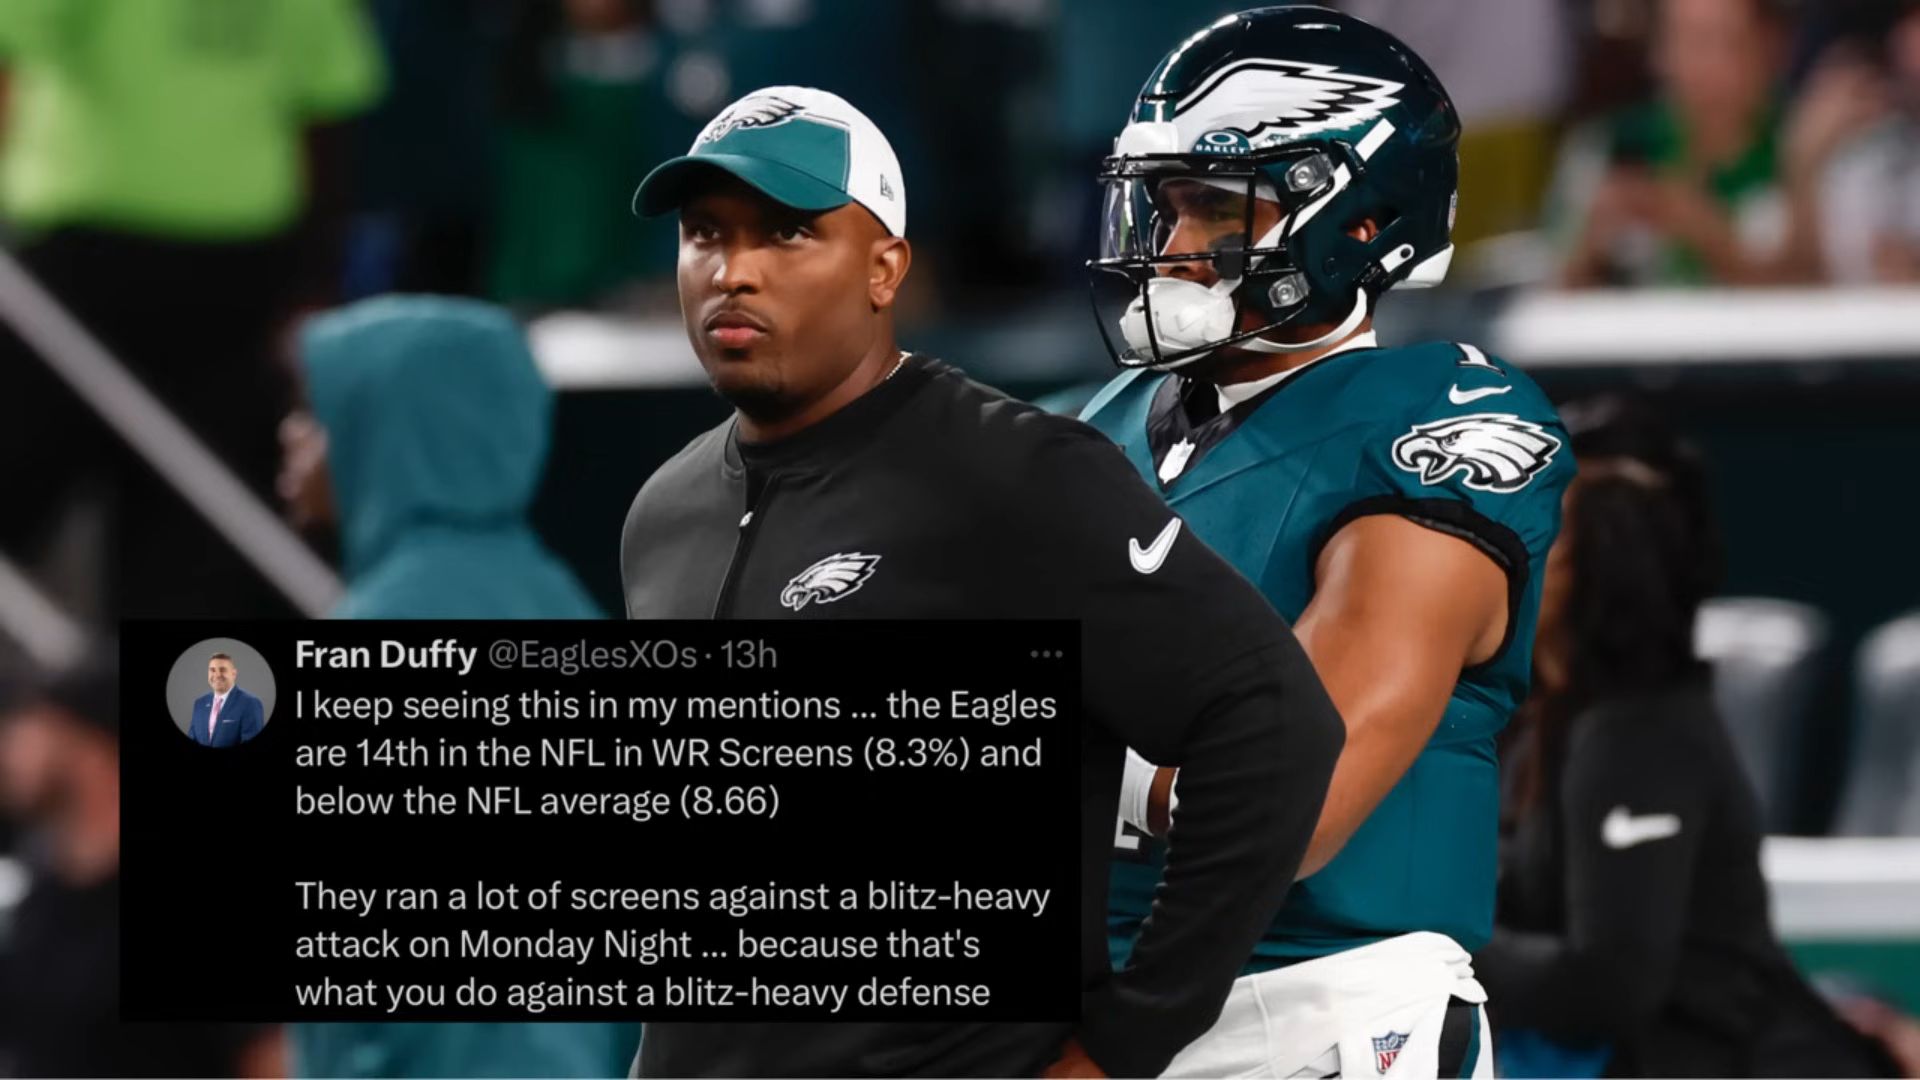 OAKLEY
1
Fran Duffy @EaglesXOs · 13h
I keep seeing this in my mentions ... the Eagles
are 14th in the NFL in WR Screens (8.3%) and
below the NFL average (8.66)
They ran a lot of screens against a blitz-heavy
attack on Monday Night ... because that's
what you do against a blitz-heavy defense